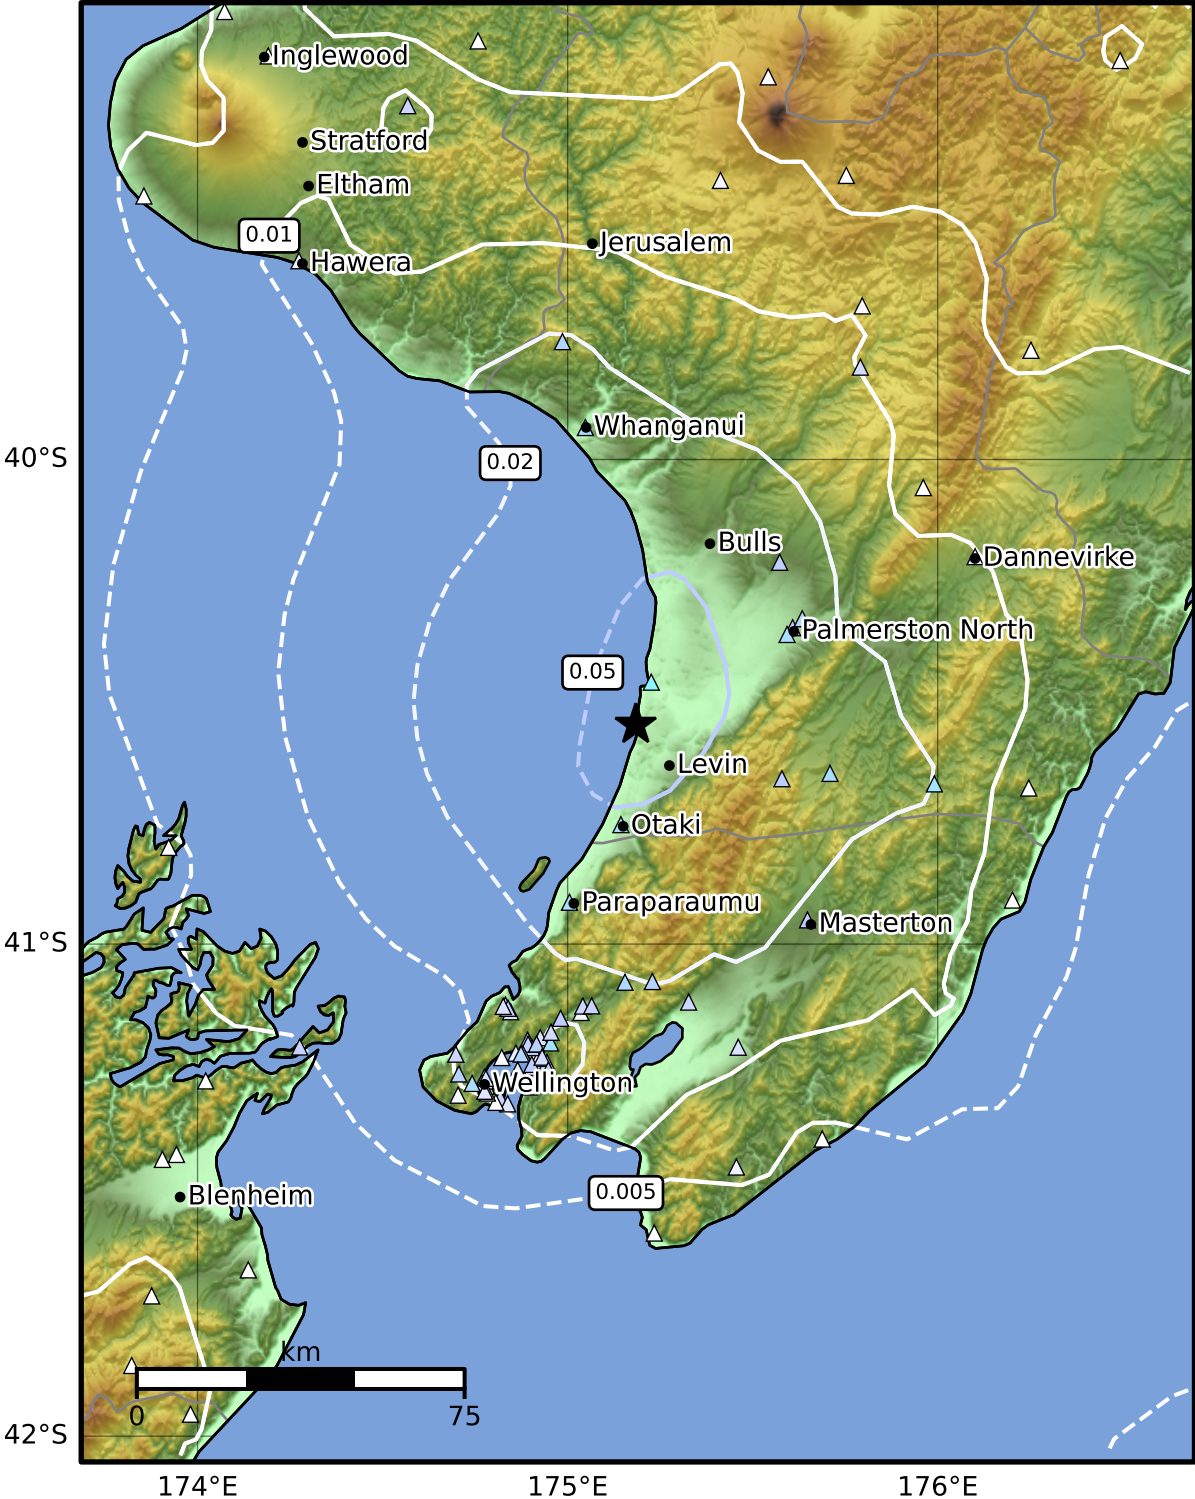 Inglewood
Stratford
Eltham
0.01
Jerusalem
Hawera
Whanganui
40°S
0.02
Bulls
Dannevirke
Palmerston North
0.05
Levin
Otaki
Paraparaumu
Masterton
41°S
Wellington
0.005
Blenheim
km
0 75
42°S
174°E 175°E 176°E